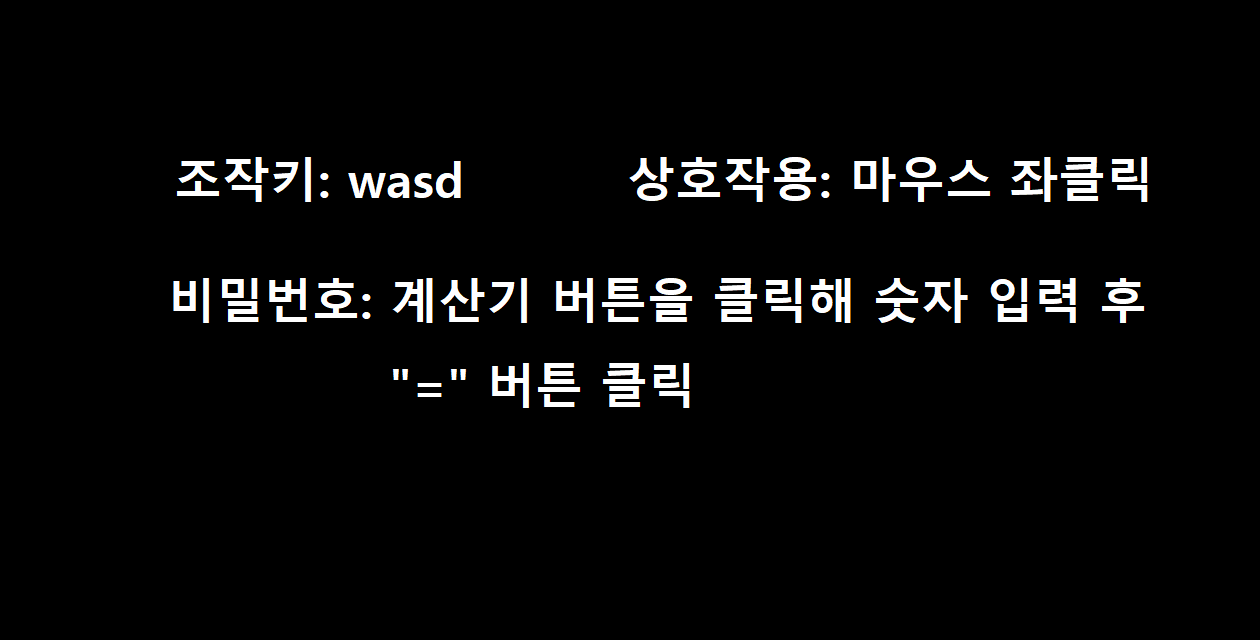 조작키: wasd 상호작용: 마우스 좌클릭
비밀번호: 계산기 버튼을 클릭해 숫자 입력 후
"=" 버튼 클릭